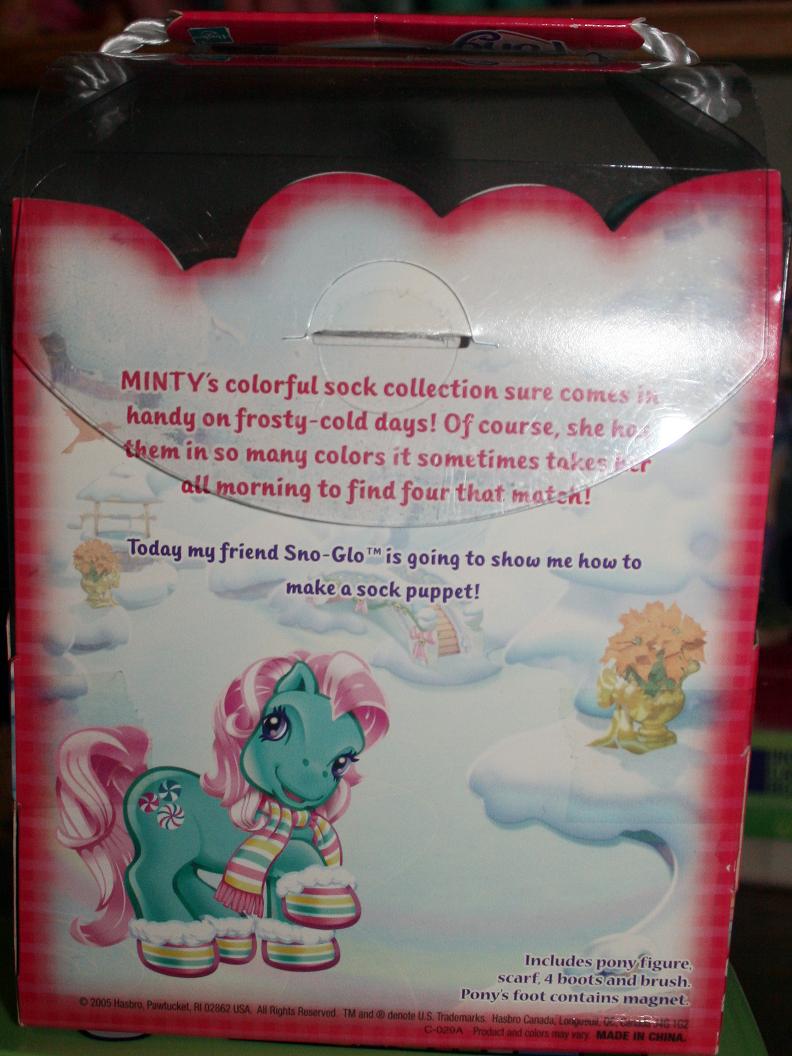 MINTY's colorful sock collection sure comes in
handy on frosty-cold days! Of course, she has
them in so many colors it sometimes takes her
all morning to find four that match!
Today my friend Sno-Glo™ is going to show me how to
make a sock puppet!
Includes pony figure,
scarf, 4 boots and brush.
Pony's foot contains magnet.
© 2005 Hasbro, Pawtucket, RI 02862 USA. All Rights Reserved. TM and ® denote U.S. Trademarks. Hasbro Canada, Longueuil, QC, Canada J4G 1G2
C-029A Product and colors may vary. MADE IN CHINA.